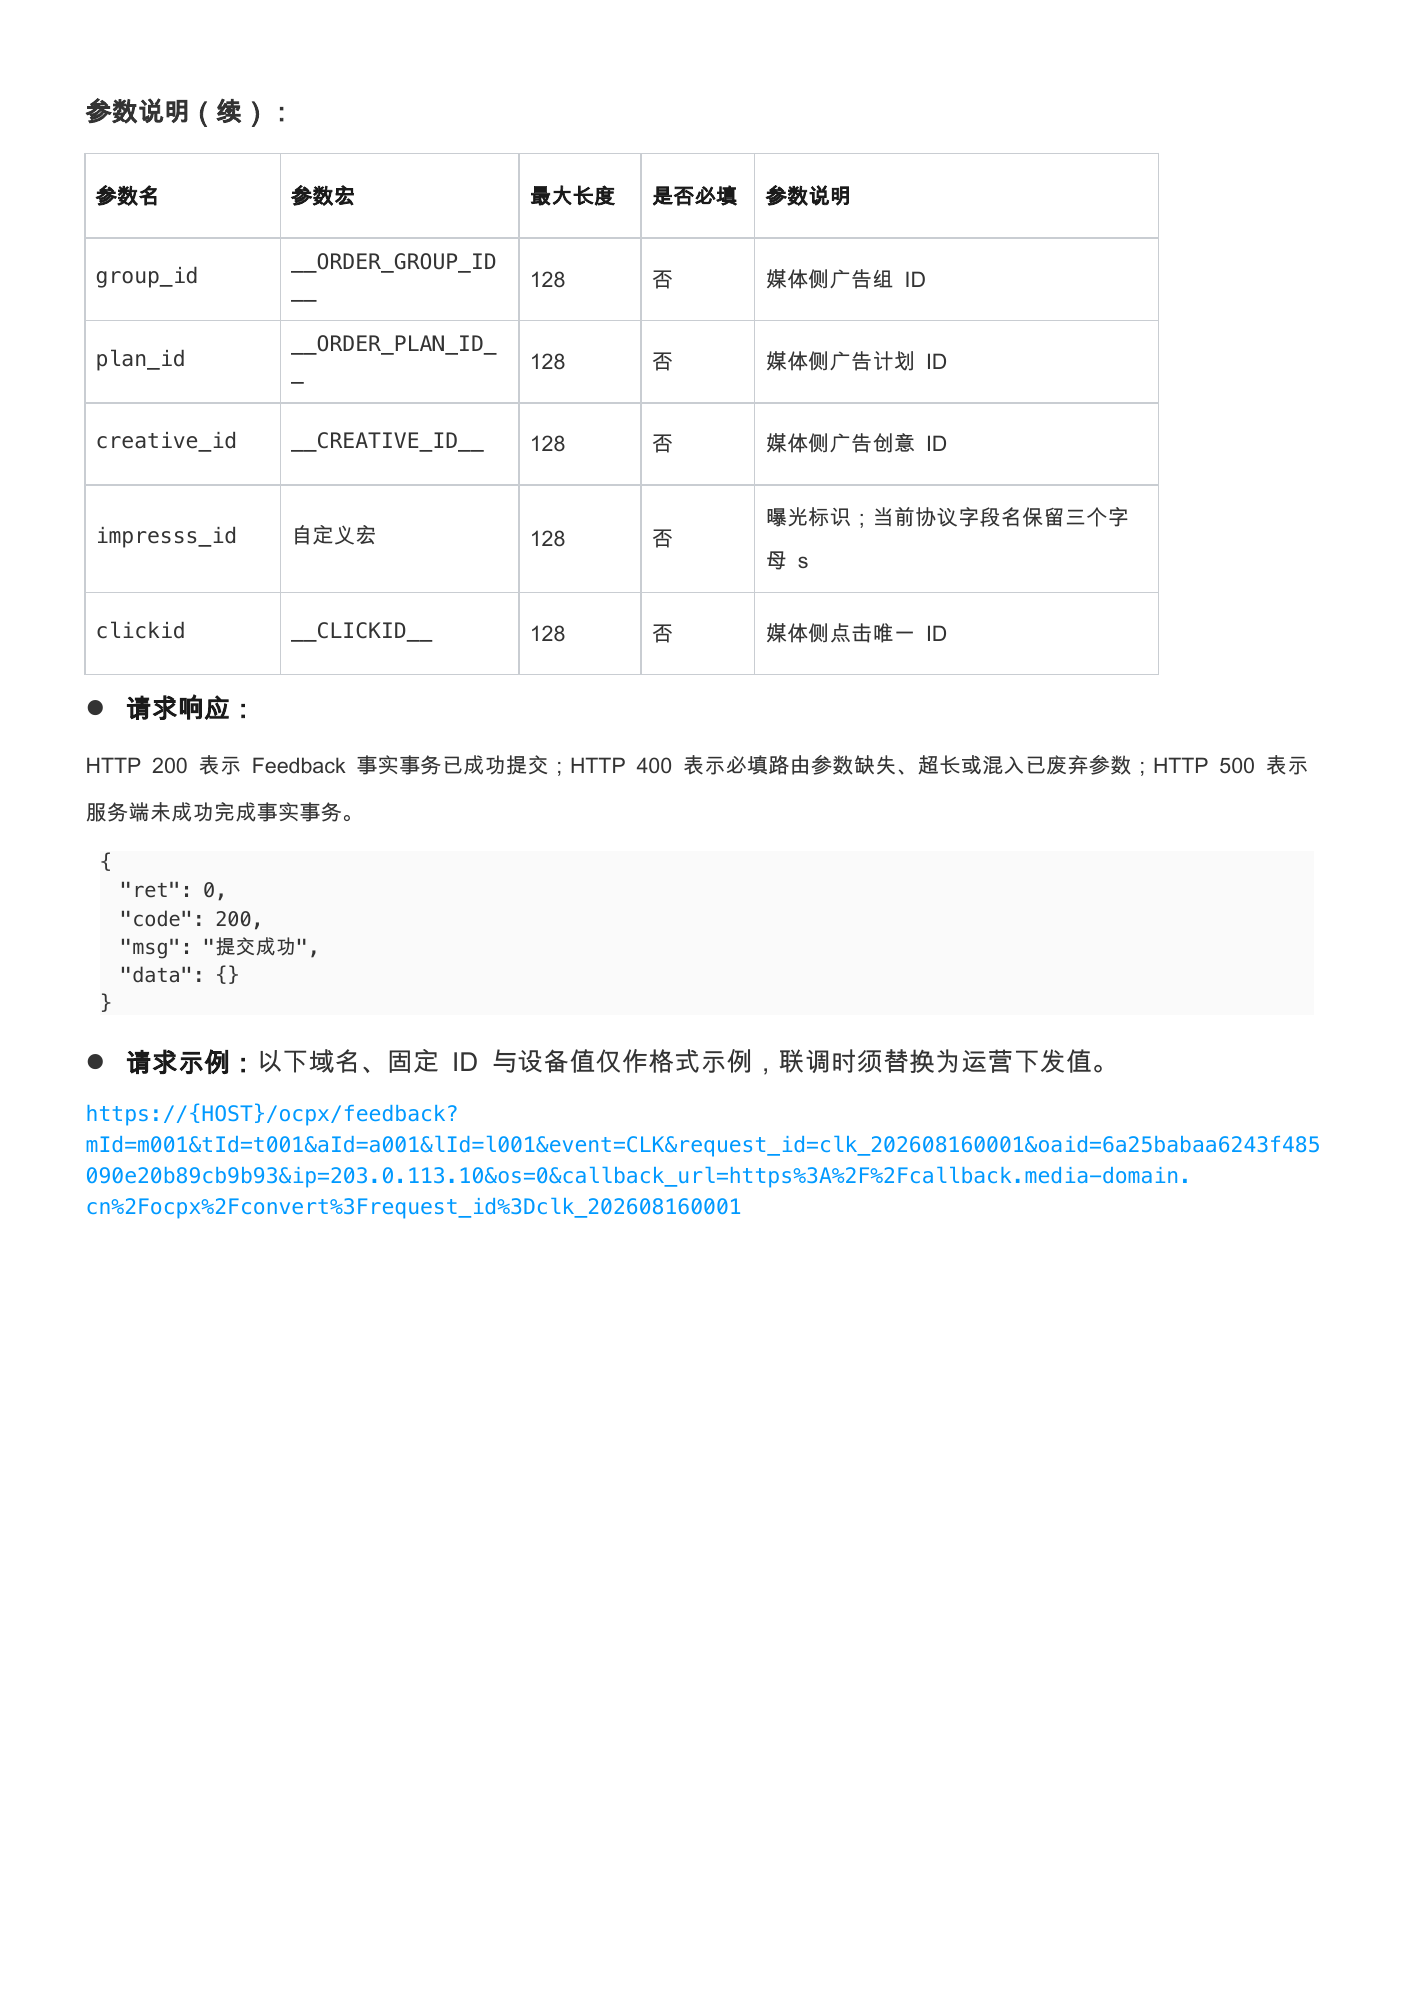 参数说明（续）：
参数名 参数宏 最大长度 是否必填 参数说明
group_id __ORDER_GROUP_ID
__ 128 否 媒体侧广告组 ID
plan_id __ORDER_PLAN_ID_
_ 128 否 媒体侧广告计划 ID
creative_id __CREATIVE_ID__ 128 否 媒体侧广告创意 ID
impresss_id 自定义宏 128 否 曝光标识；当前协议字段名保留三个字
母 s
clickid __CLICKID__ 128 否 媒体侧点击唯一 ID
● 请求响应：
HTTP 200 表示 Feedback 事实事务已成功提交；HTTP 400 表示必填路由参数缺失、超长或混入已废弃参数；HTTP 500 表示
服务端未成功完成事实事务。
{
"ret": 0,
"code": 200,
"msg": "提交成功",
"data": {}
}
● 请求示例：以下域名、固定 ID 与设备值仅作格式示例，联调时须替换为运营下发值。
https://{HOST}/ocpx/feedback?
mId=m001&tId=t001&aId=a001&lId=l001&event=CLK&request_id=clk_202608160001&oaid=6a25babaa6243f485
090e20b89cb9b93&ip=203.0.113.10&os=0&callback_url=https%3A%2F%2Fcallback.media-domain.
cn%2Focpx%2Fconvert%3Frequest_id%3Dclk_202608160001